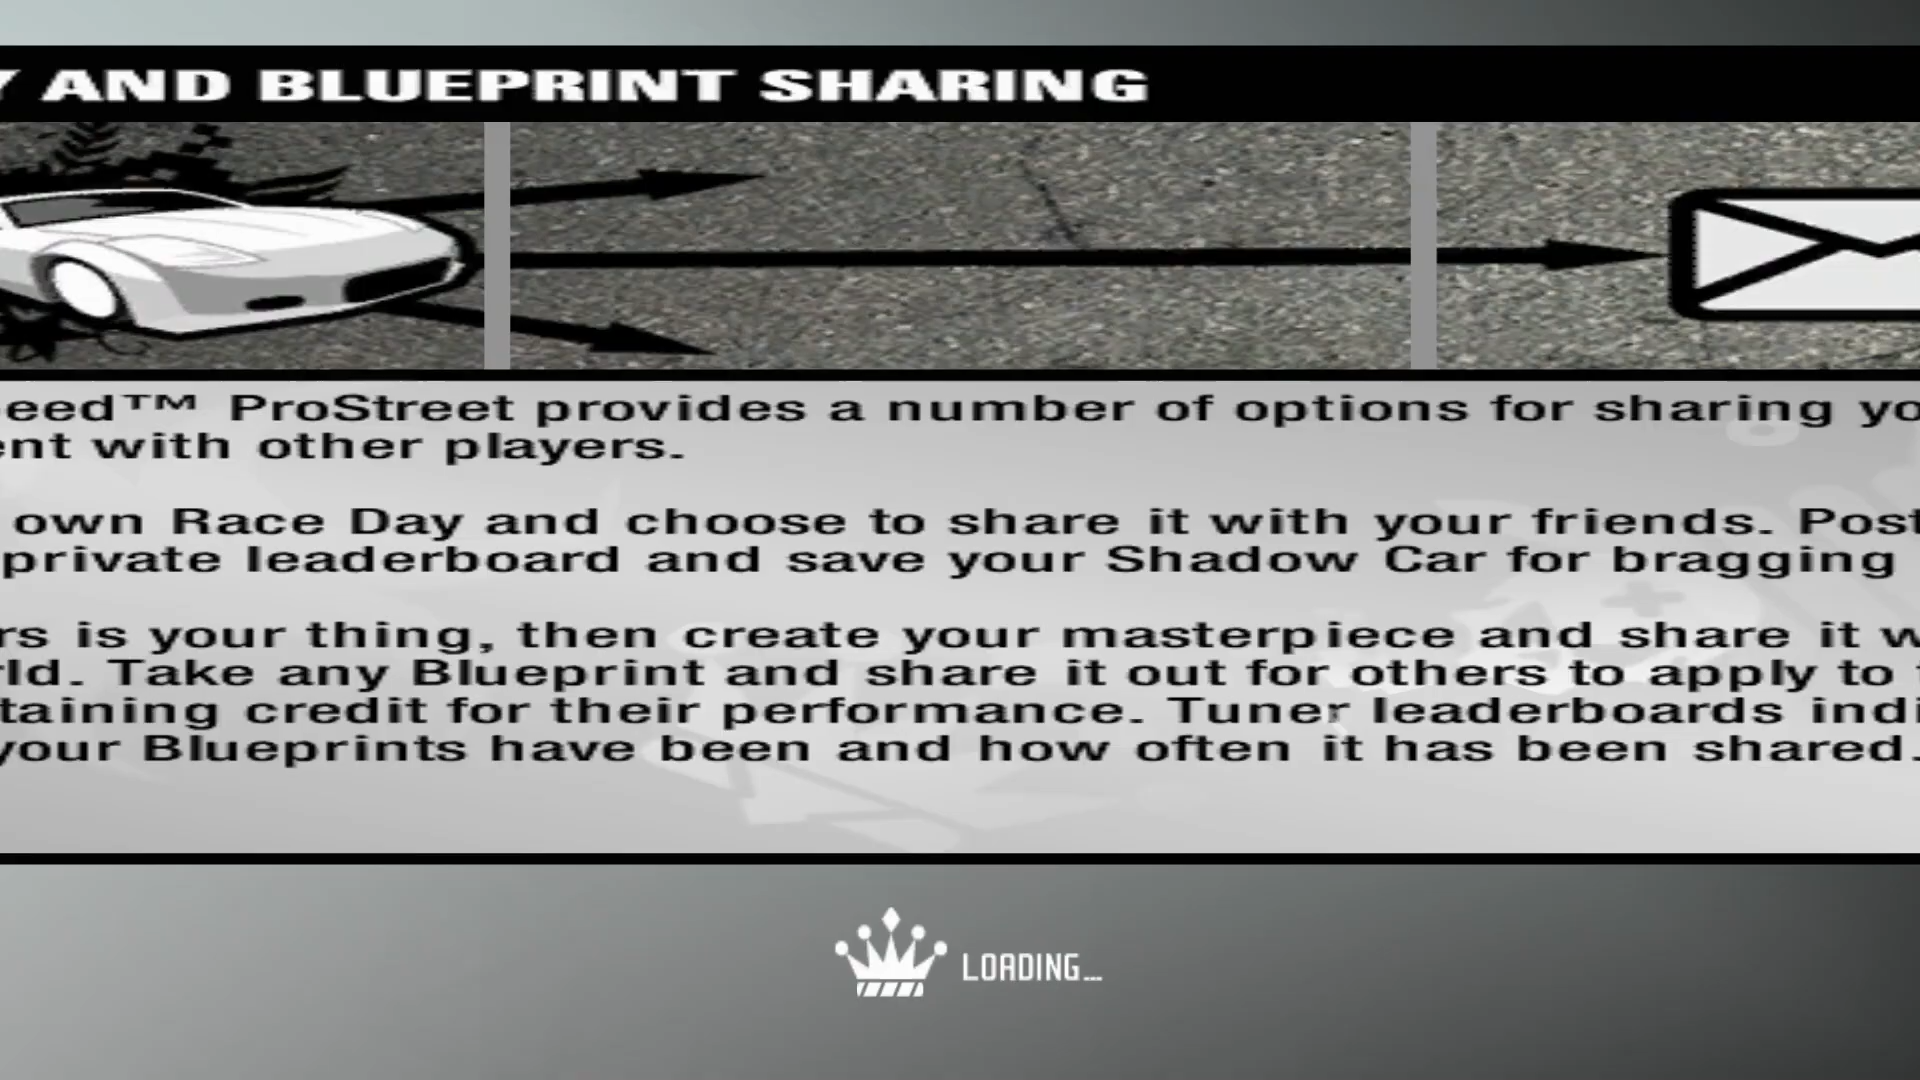 Y AND BLUEPRINT SHARING
eed™ ProStreet provides a number of options for sharing yo
ent with other players.
own Race Day and choose to share it with your friends. Post
private leaderboard and save your Shadow Car for bragging
rs is your thing, then create your masterpiece and share it w
rld. Take any Blueprint and share it out for others to apply to
taining credit for their performance. Tuner leaderboards indi
your Blueprints have been and how often it has been shared.
LOADING...